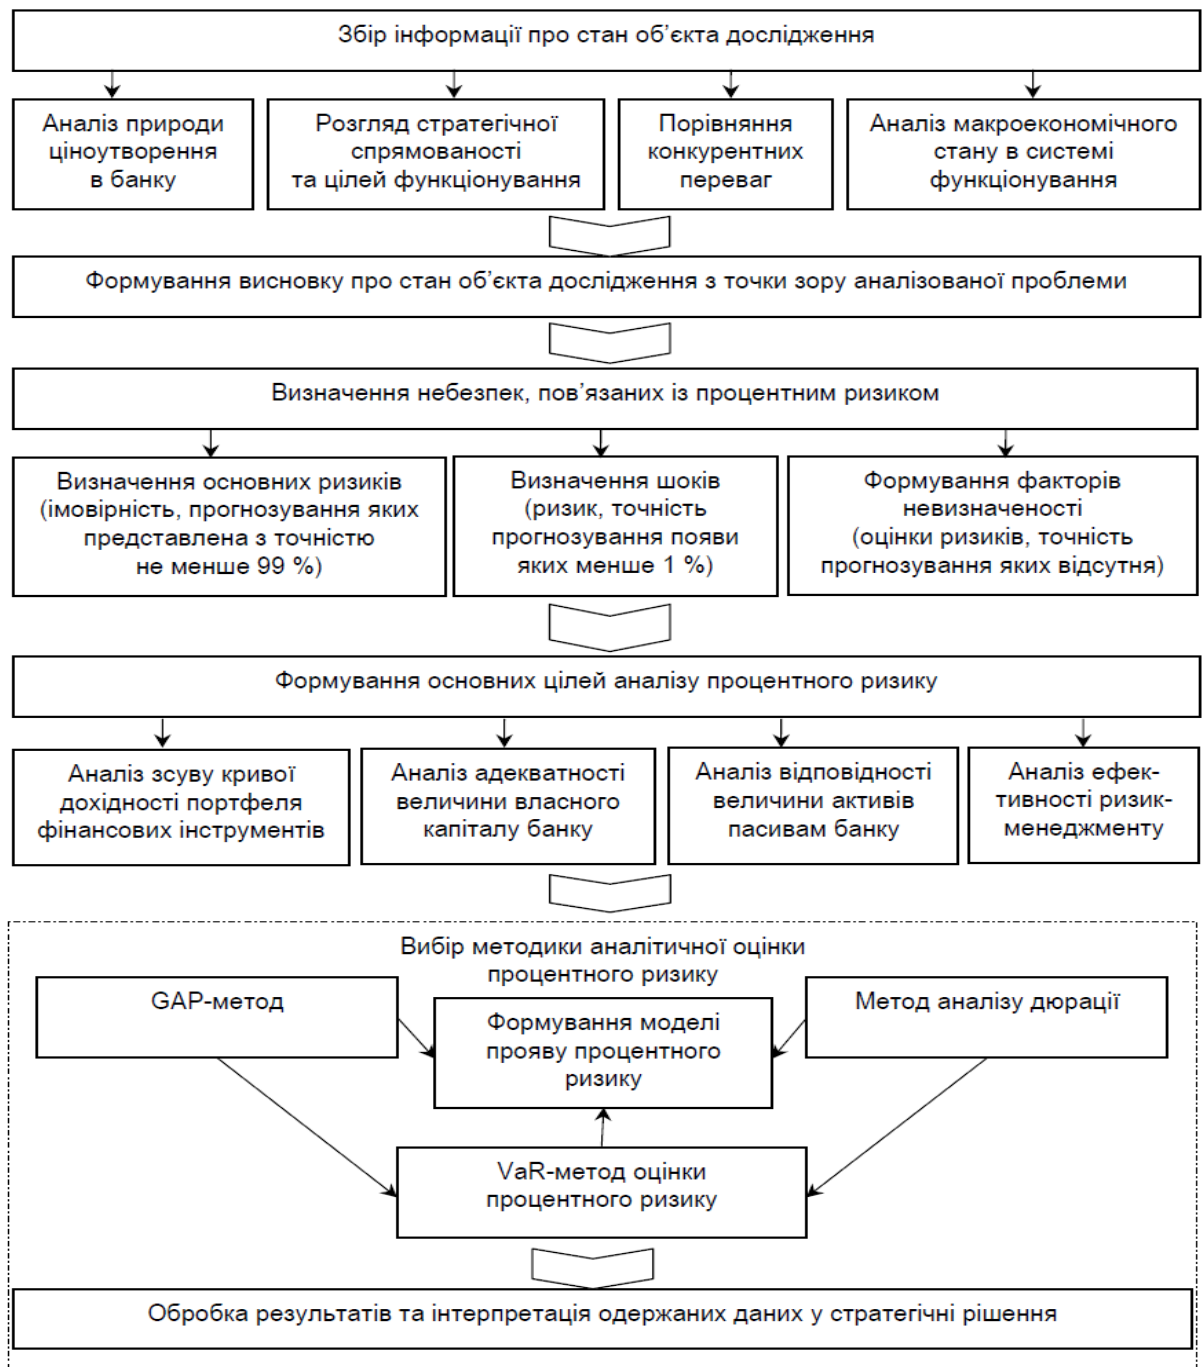 Збір інформації про стан об’єкта дослідження
Аналіз природи
ціноутворення
в банку
Розгляд стратегічної
спрямованості
та цілей функціонування
Порівняння
конкурентних
переваг
Аналіз макроекономічного
стану в системі
функціонування
Формування висновку про стан об’єкта дослідження з точки зору аналізованої проблеми
Визначення небезпек, пов’язаних із процентним ризиком
Визначення основних ризиків
(імовірність, прогнозування яких
представлена з точністю
не менше 99 %)
Визначення шоків
(ризик, точність
прогнозування появи
яких менше 1 %)
Формування факторів
невизначеності
(оцінки ризиків, точність
прогнозування яких відсутня)
Формування основних цілей аналізу процентного ризику
Аналіз зсуву кривої
дохідності портфеля
фінансових інструментів
Аналіз адекватності
величини власного
капіталу банку
Аналіз відповідності
величини активів
пасивам банку
Аналіз ефек-
тивності ризик-
менеджменту
Вибір методики аналітичної оцінки
процентного ризику
GAP-метод
Формування моделі
прояву процентного
ризику
Метод аналізу дюрації
VaR-метод оцінки
процентного ризику
Обробка результатів та інтерпретація одержаних даних у стратегічні рішення